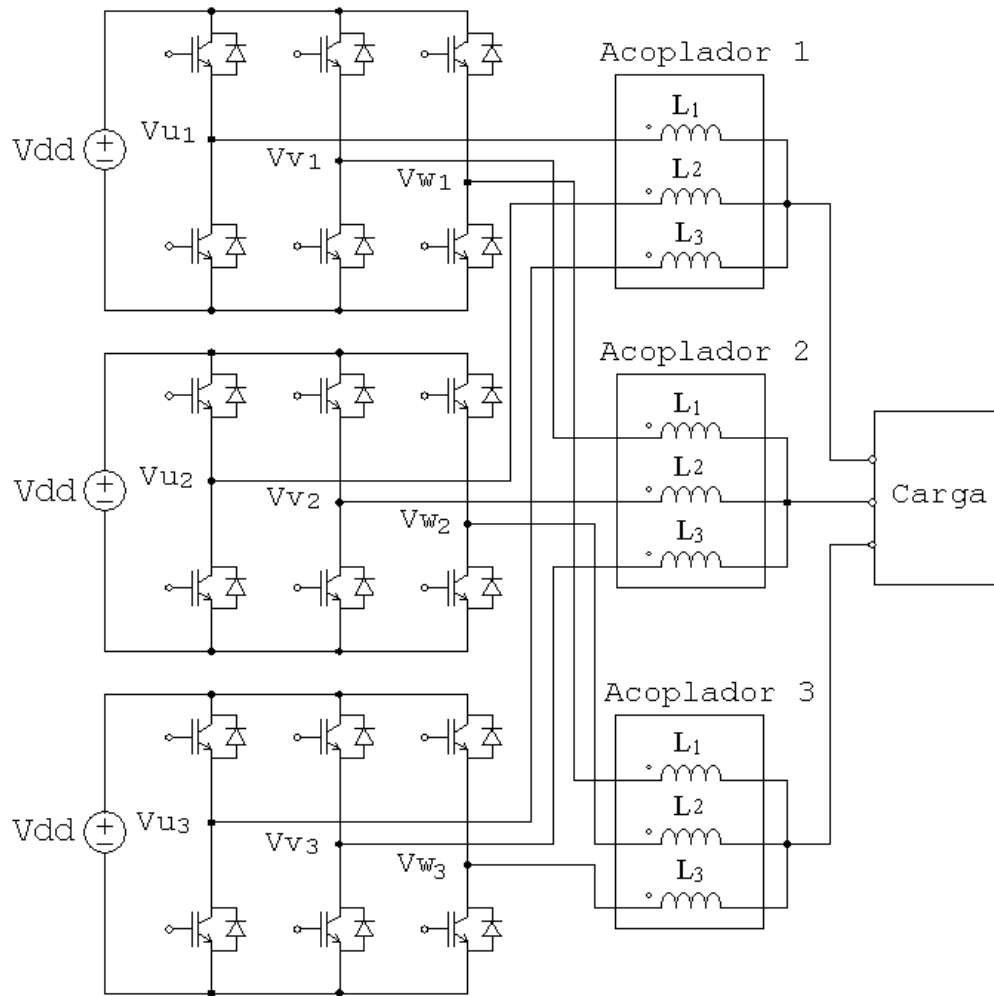 Acoplador 1
L1
Vu1
Vdd
Vv1
Vw1
L2
L3
Acoplador 2
L1
Vu2
Vdd
Vv2
Vw2
L2
L3
Carga
Acoplador 3
L1
Vu3
Vdd
Vv3
Vw3
L2
L3